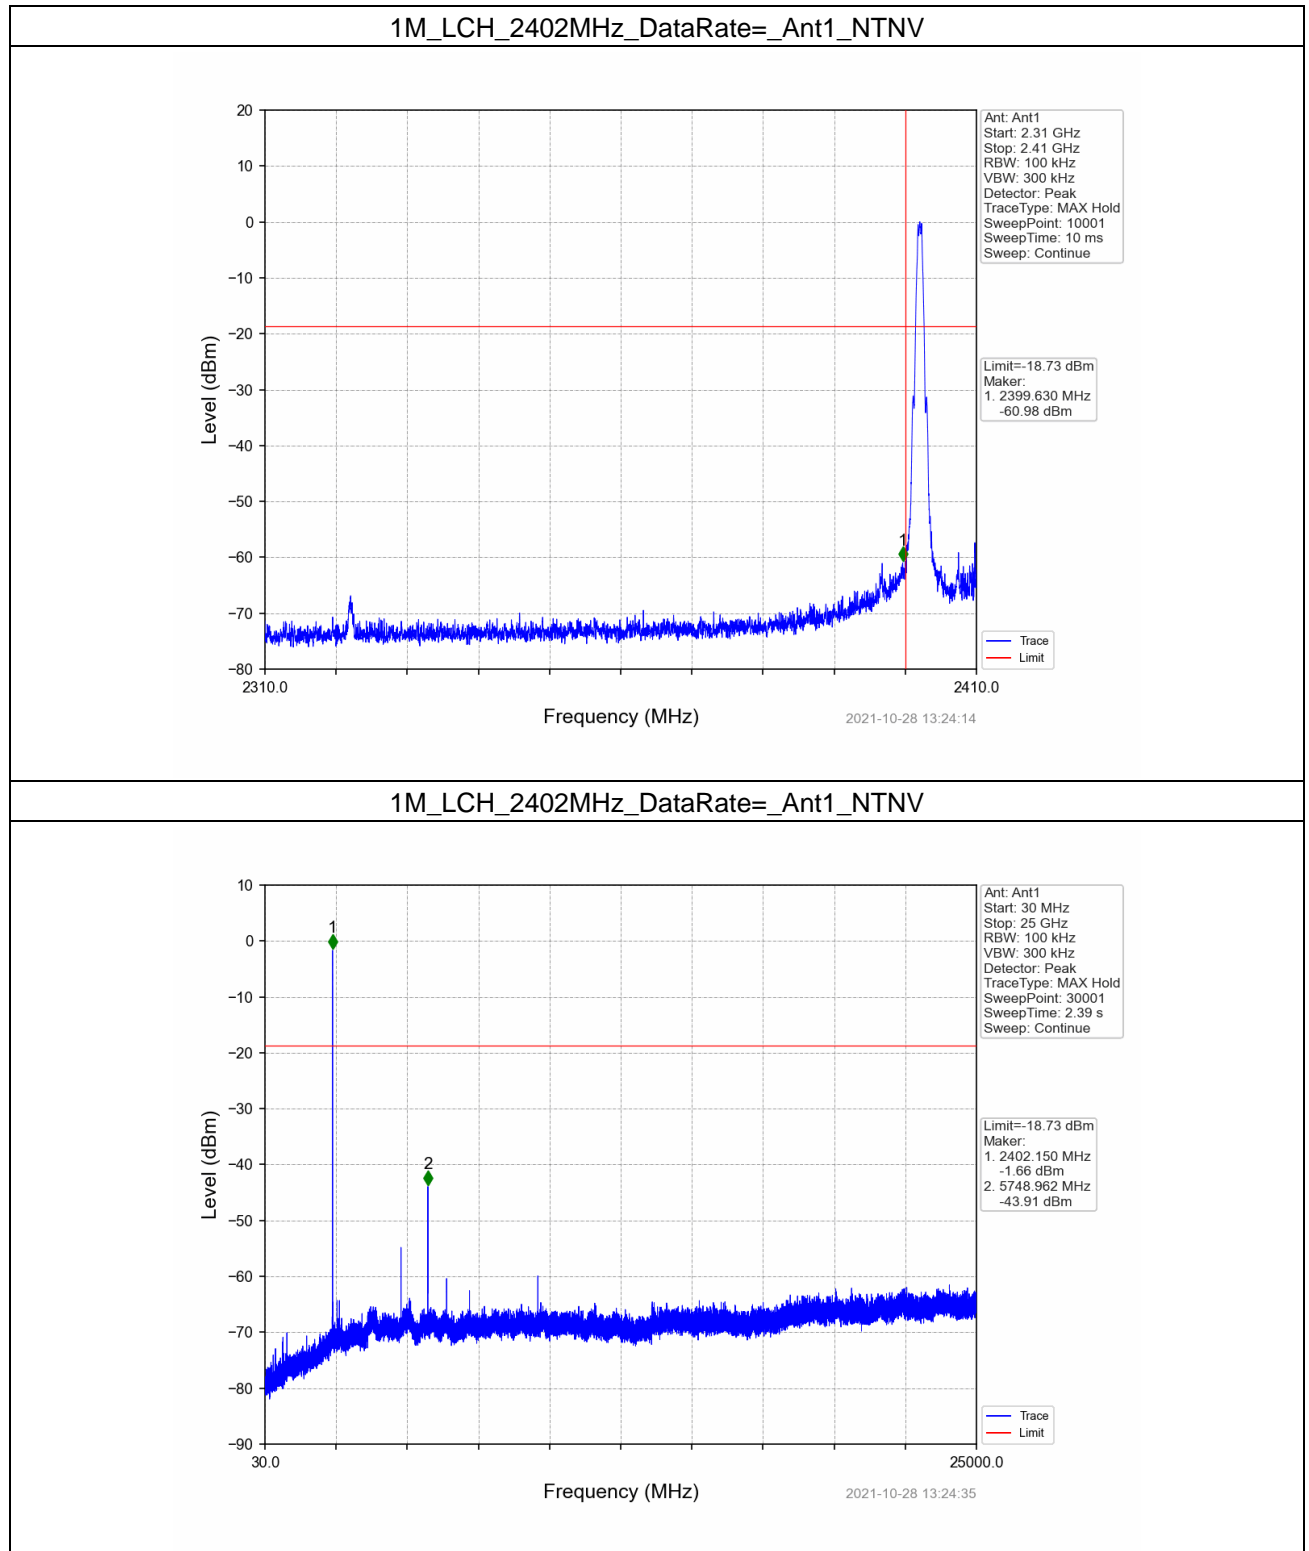 1M_LCH_2402MHz_DataRate=_Ant1_NTNV
20
10
0
−10
−20
−30
−40
−50
−60
−70
−80
Level (dBm)
1
2310.0
2410.0
Frequency (MHz)
2021-10-28 13:24:14
Ant: Ant1
Start: 2.31 GHz
Stop: 2.41 GHz
RBW: 100 kHz
VBW: 300 kHz
Detector: Peak
TraceType: MAX Hold
SweepPoint: 10001
SweepTime: 10 ms
Sweep: Continue
Limit=-18.73 dBm
Maker:
1. 2399.630 MHz
-60.98 dBm
Trace
Limit
1M_LCH_2402MHz_DataRate=_Ant1_NTNV
10
0
−10
−20
−30
−40
−50
−60
−70
−80
−90
Level (dBm)
1
2
30.0
25000.0
Frequency (MHz)
2021-10-28 13:24:35
Ant: Ant1
Start: 30 MHz
Stop: 25 GHz
RBW: 100 kHz
VBW: 300 kHz
Detector: Peak
TraceType: MAX Hold
SweepPoint: 30001
SweepTime: 2.39 s
Sweep: Continue
Limit=-18.73 dBm
Maker:
1. 2402.150 MHz
-1.66 dBm
2. 5748.962 MHz
-43.91 dBm
Trace
Limit